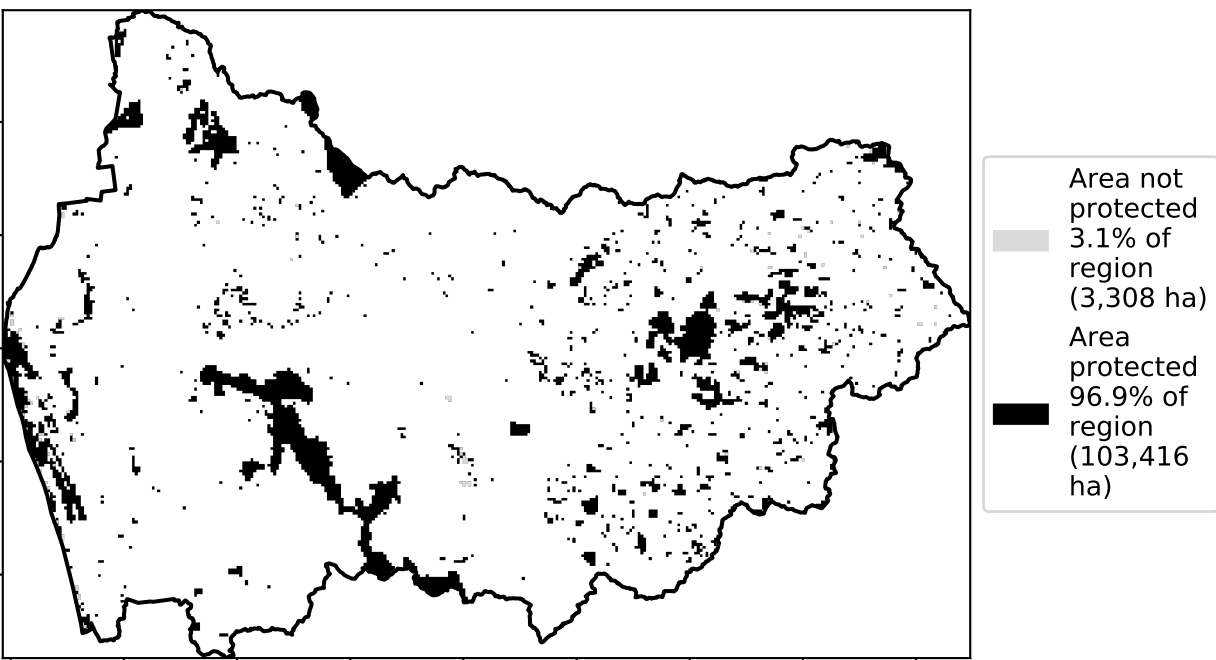 Area not
protected
3.1% of
region
(3,308 ha)
Area
protected
96.9% of
region
(103,416
ha)